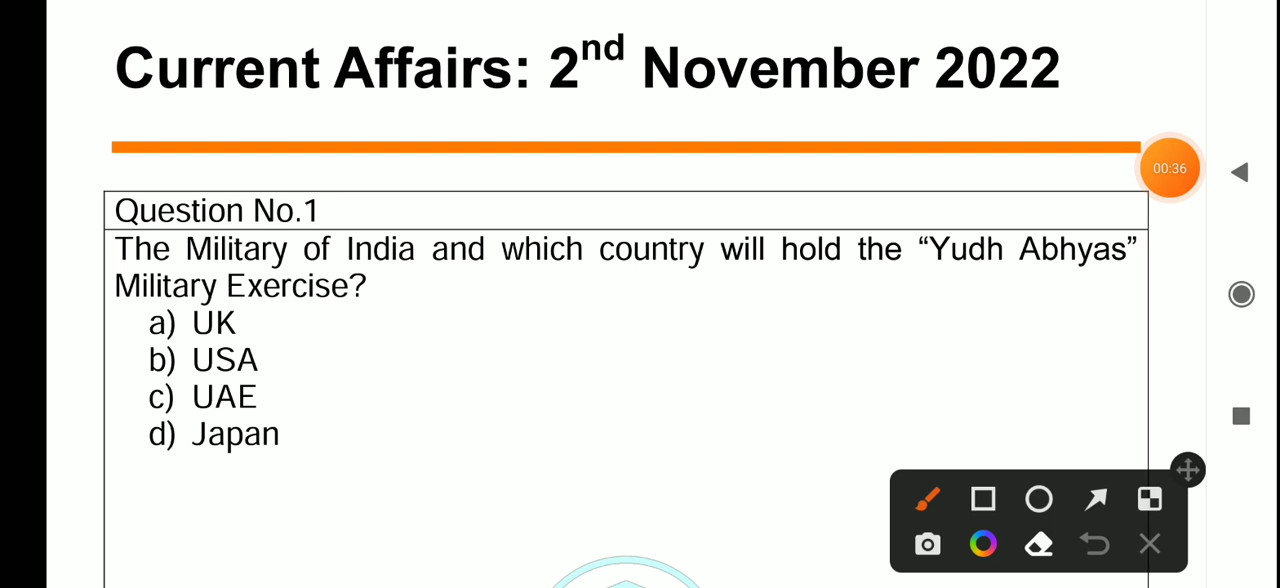 Current Affairs: 2nd November 2022
00:36
Question No.1
The Military of India and which country will hold the “Yudh Abhyas”
Military Exercise?
a) UK
b) USA
c) UAE
d) Japan